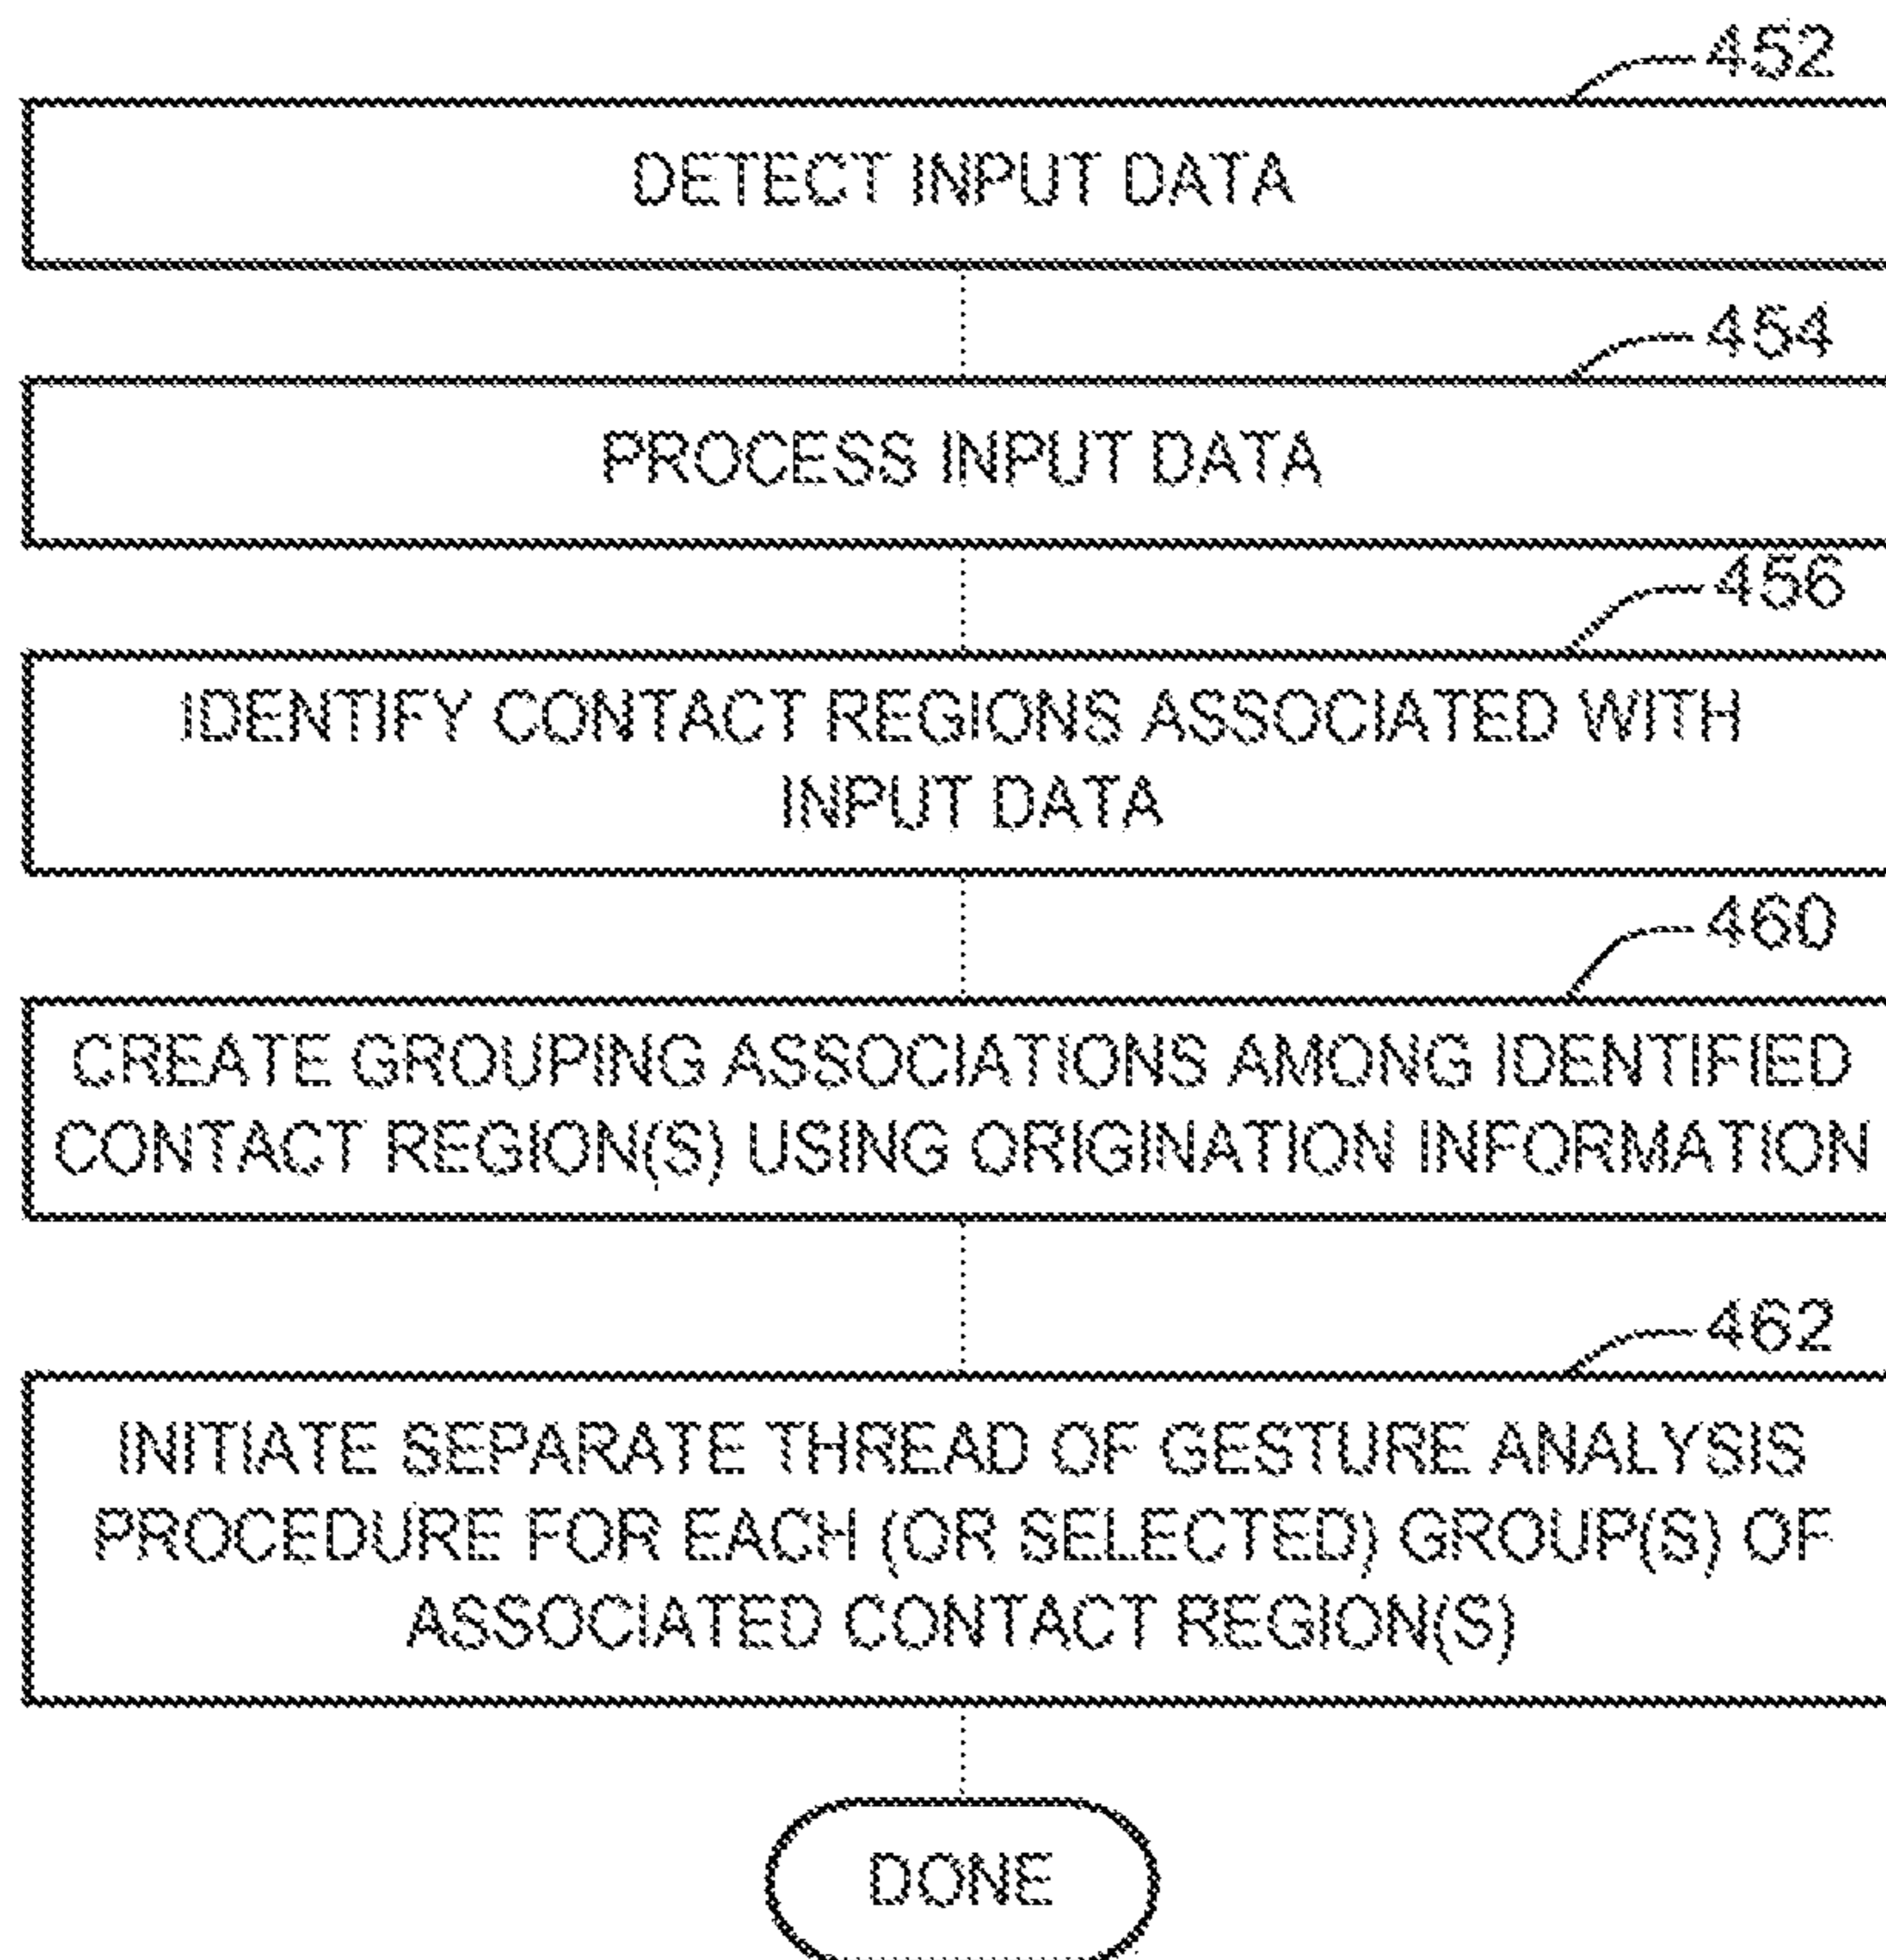 452
DETECT INPUT DATA
454
PROCESS INPUT DATA
456
IDENTIFY CONTACT REGIONS ASSOCIATED WITH
INPUT DATA
460
CREATE GROUPING ASSOCIATIONS AMONG IDENTIFIED
CONTACT REGION(S) USING ORIGINATION INFORMATION
462
INITIATE SEPARATE THREAD OF GESTURE ANALYSIS
PROCEDURE FOR EACH (OR SELECTED) GROUP(S) OF
ASSOCIATED CONTACT REGION(S)
DONE